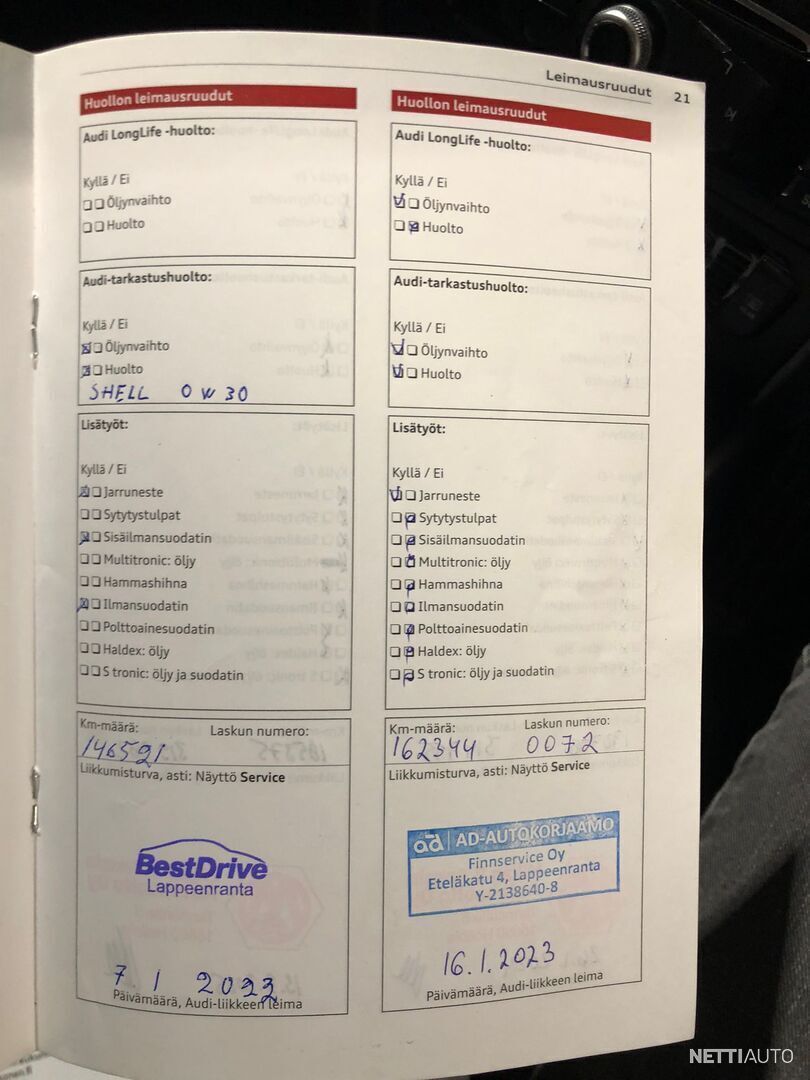 Leimausruudut 21
Huollon leimausruudut
Audi LongLife -huolto:
Kyllä / Ei
Öljynvaihto
Huolto
Audi-tarkastushuolto:
Kyllä / Ei
Öljynvaihto
Huolto
SHELL 0 W 30
Lisätyöt:
Kyllä / Ei
Jarruneste
Sytytystulpat
Sisäilmansuodatin
Multitronic: öljy
Hammashihna
Ilmansuodatin
Polttoainesuodatin
Haldex: öljy
S tronic: öljy ja suodatin
Km-määrä: Laskun numero:
146521
Liikkumisturva, asti: Näyttö Service
BestDrive
Lappeenranta
7. 1 2022
Päivämäärä, Audi-liikkeen leima
Huollon leimausruudut
Audi LongLife -huolto:
Kyllä / Ei
Öljynvaihto
Huolto
Audi-tarkastushuolto:
Kyllä / Ei
Öljynvaihto
Huolto
Lisätyöt:
Kyllä / Ei
Jarruneste
Sytytystulpat
Sisäilmansuodatin
Multitronic: öljy
Hammashihna
Ilmansuodatin
Polttoainesuodatin
Haldex: öljy
S tronic: öljy ja suodatin
Km-määrä: Laskun numero:
162344 0072
Liikkumisturva, asti: Näyttö Service
ad AD-AUTOKORJAAMO
Finnservice Oy
Eteläkatu 4, Lappeenranta
Y-2138640-8
16.1.2023
Päivämäärä, Audi-liikkeen leima
NETTIAUTO